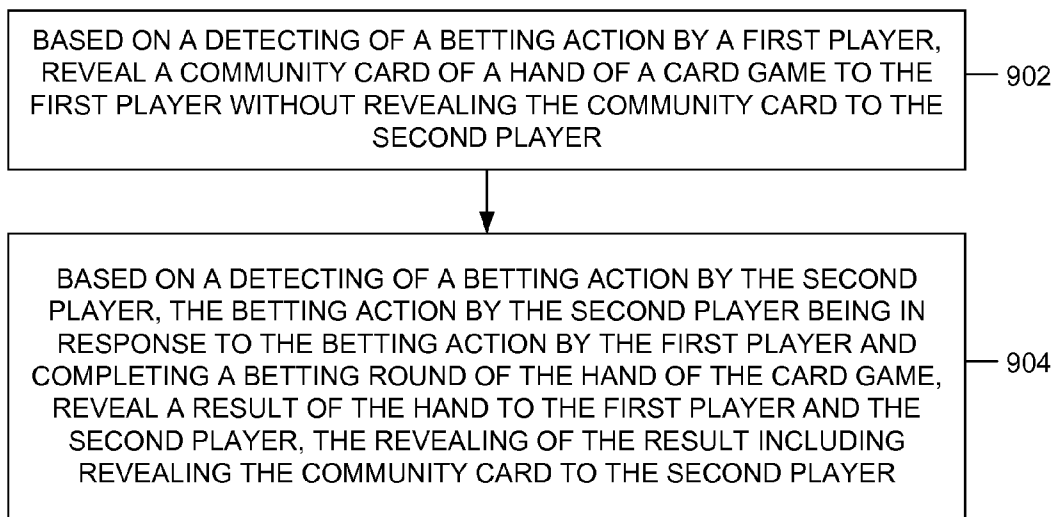 BASED ON A DETECTING OF A BETTING ACTION BY A FIRST PLAYER,
REVEAL A COMMUNITY CARD OF A HAND OF A CARD GAME TO THE
FIRST PLAYER WITHOUT REVEALING THE COMMUNITY CARD TO THE
SECOND PLAYER
902
BASED ON A DETECTING OF A BETTING ACTION BY THE SECOND
PLAYER, THE BETTING ACTION BY THE SECOND PLAYER BEING IN
RESPONSE TO THE BETTING ACTION BY THE FIRST PLAYER AND
COMPLETING A BETTING ROUND OF THE HAND OF THE CARD GAME,
REVEAL A RESULT OF THE HAND TO THE FIRST PLAYER AND THE
SECOND PLAYER, THE REVEALING OF THE RESULT INCLUDING
REVEALING THE COMMUNITY CARD TO THE SECOND PLAYER
904